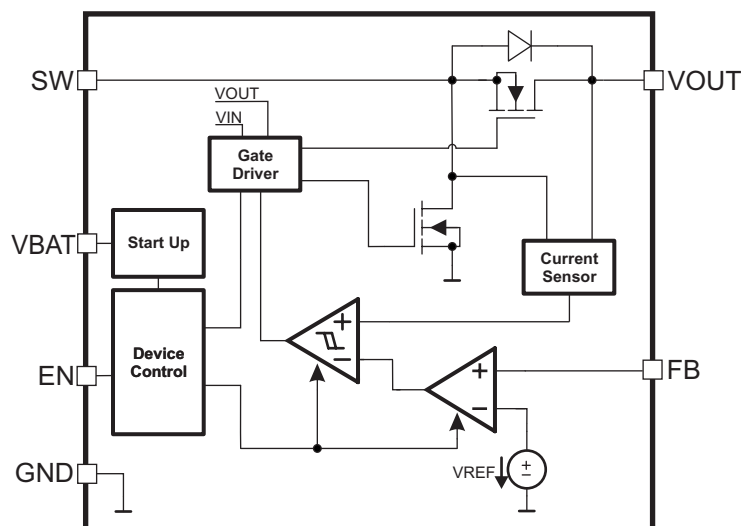 SW
VOUT
VOUT
VIN
Gate
Driver
VBAT
Start Up
Current
Sensor
Device
Control
+
−
EN
+
−
FB
GND
VREF
+
−